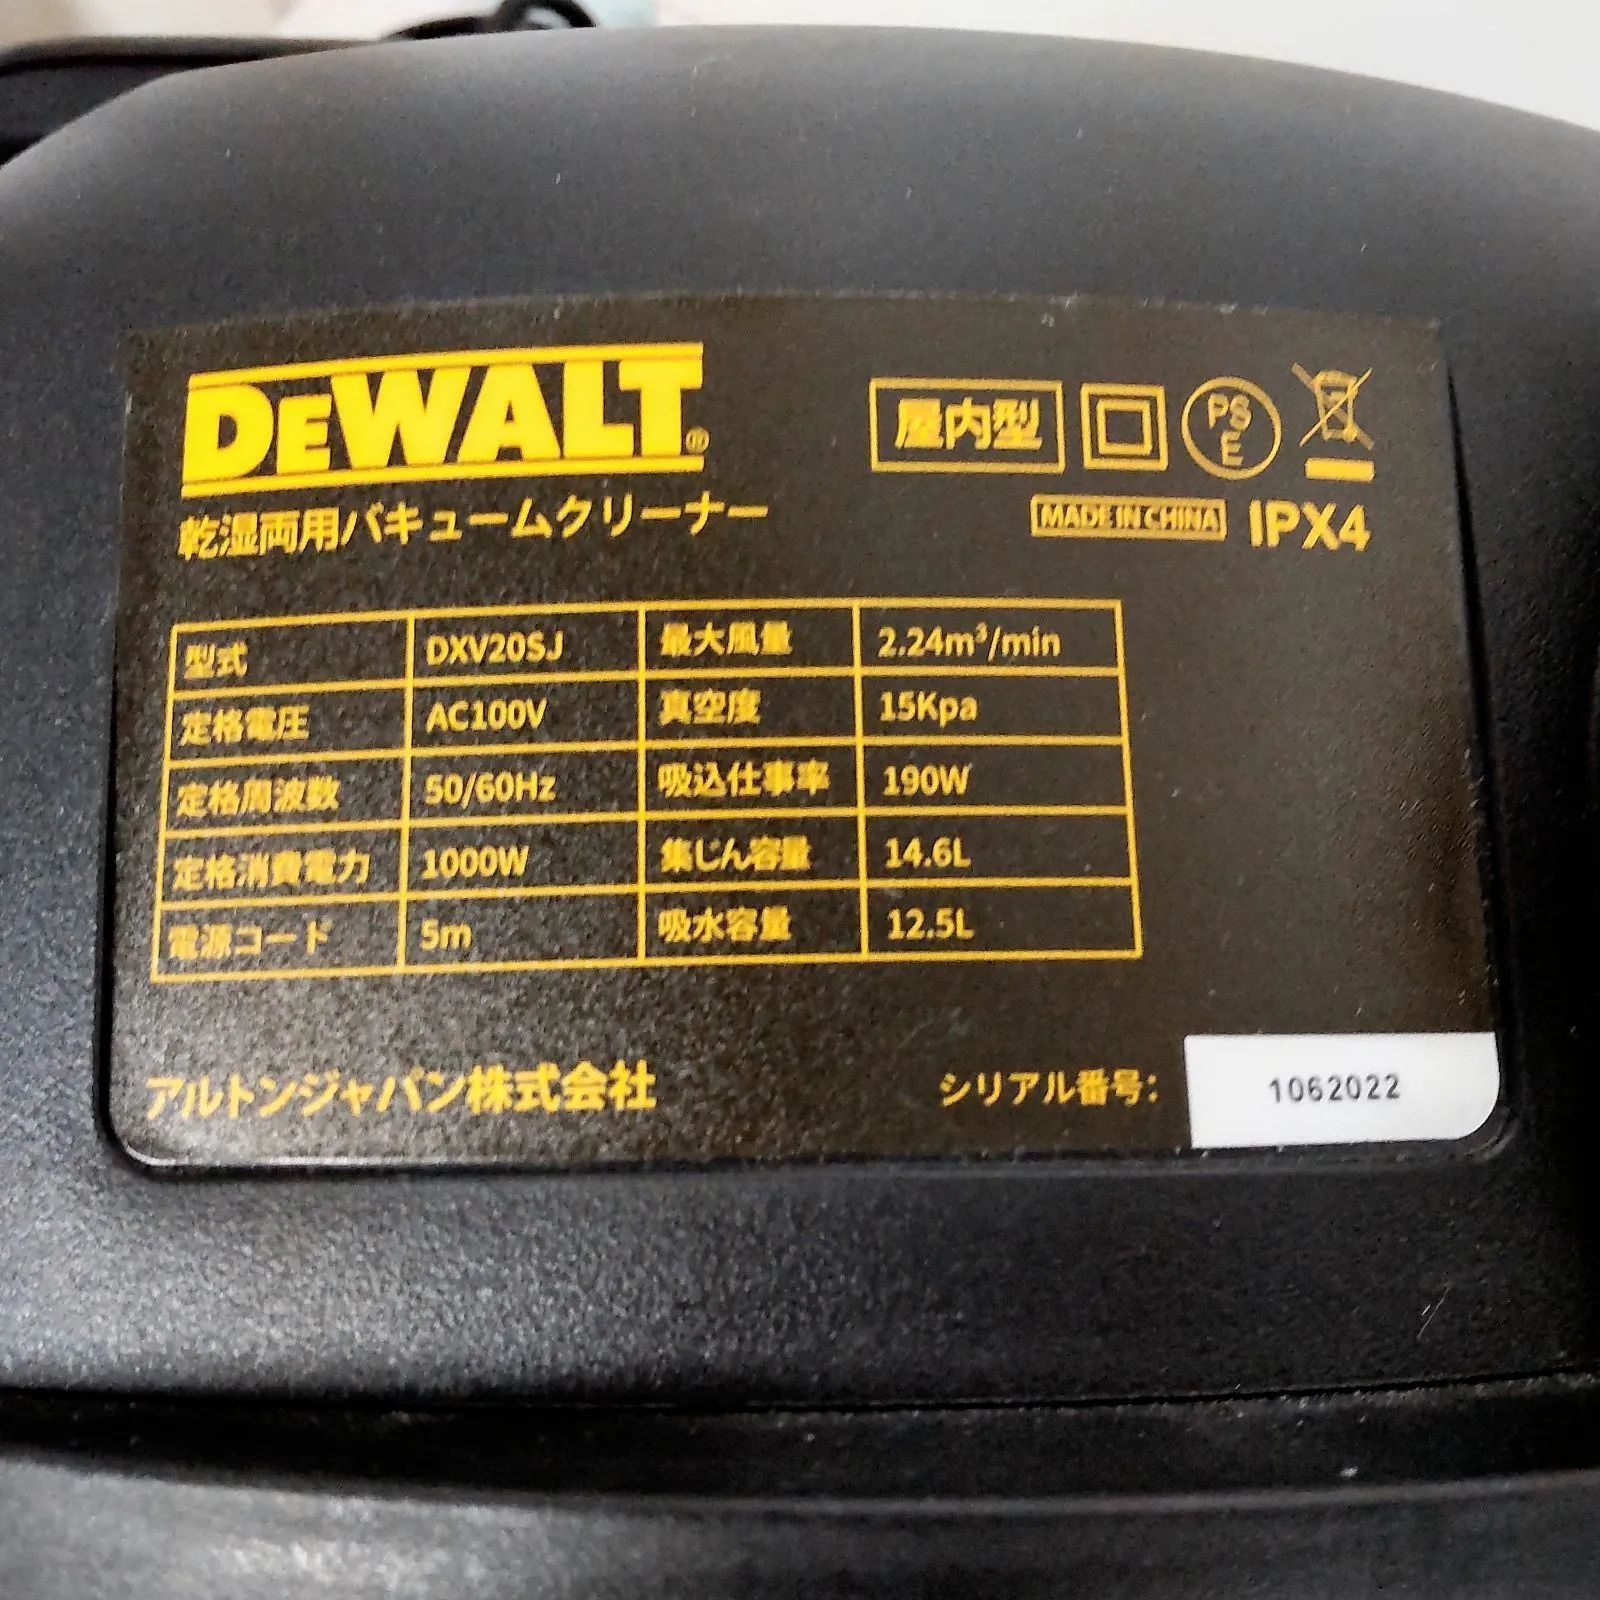 DEWALT®
屋内型
PS
E
乾湿両用バキュームクリーナー
MADE IN CHINA IPX4
型式 DXV20SJ 最大風量 2.24m³/min
定格電圧 AC100V 真空度 15Kpa
定格周波数 50/60Hz 吸込仕事率 190W
定格消費電力 1000W 集じん容量 14.6L
電源コード 5m 吸水容量 12.5L
アルトンジャパン株式会社 シリアル番号: 1062022